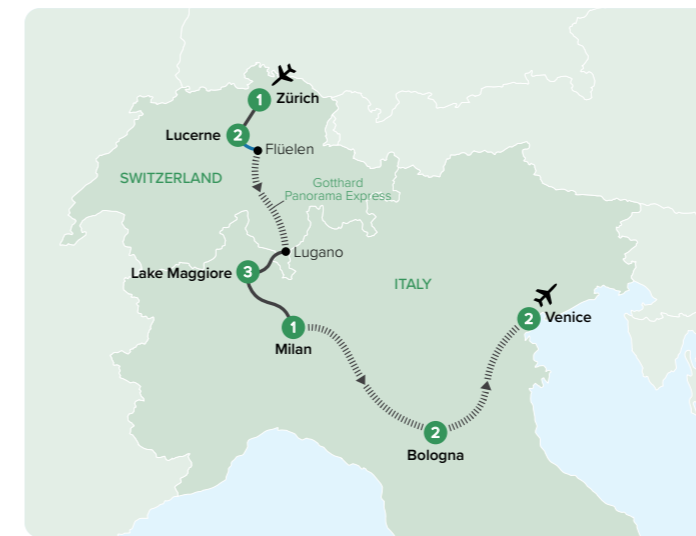 1
Zürich
Lucerne
2
Flüelen
SWITZERLAND
Gotthard
Panorama Express
Lugano
Lake Maggiore
3
ITALY
1
Milan
2
Venice
2
Bologna